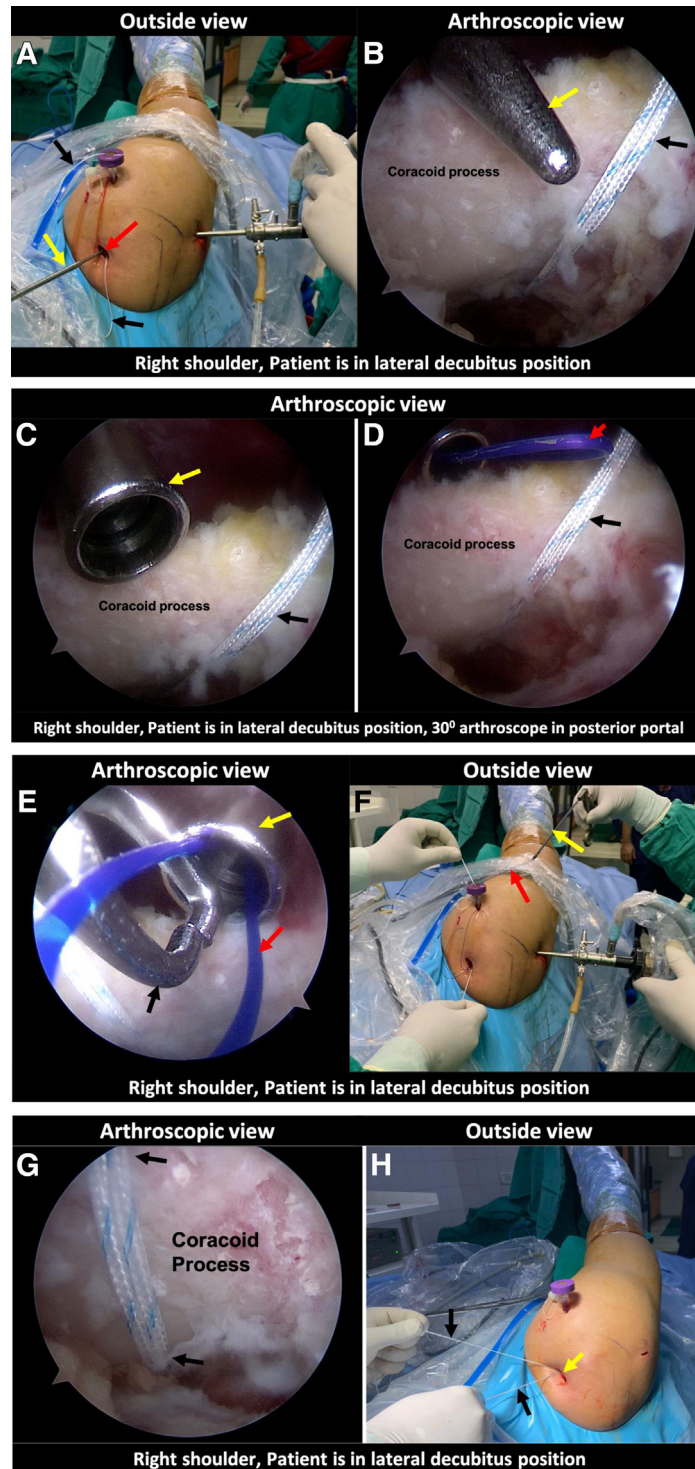 Outside view
Arthroscopic view
A
B
Coracoid process
Right shoulder, Patient is in lateral decubitus position
Arthroscopic view
C
D
Coracoid process
Coracoid process
Right shoulder, Patient is in lateral decubitus position, 30⁰ arthroscope in posterior portal
Arthroscopic view
Outside view
E
F
Right shoulder, Patient is in lateral decubitus position
Arthroscopic view
Outside view
G
H
Coracoid
Process
Right shoulder, Patient is in lateral decubitus position